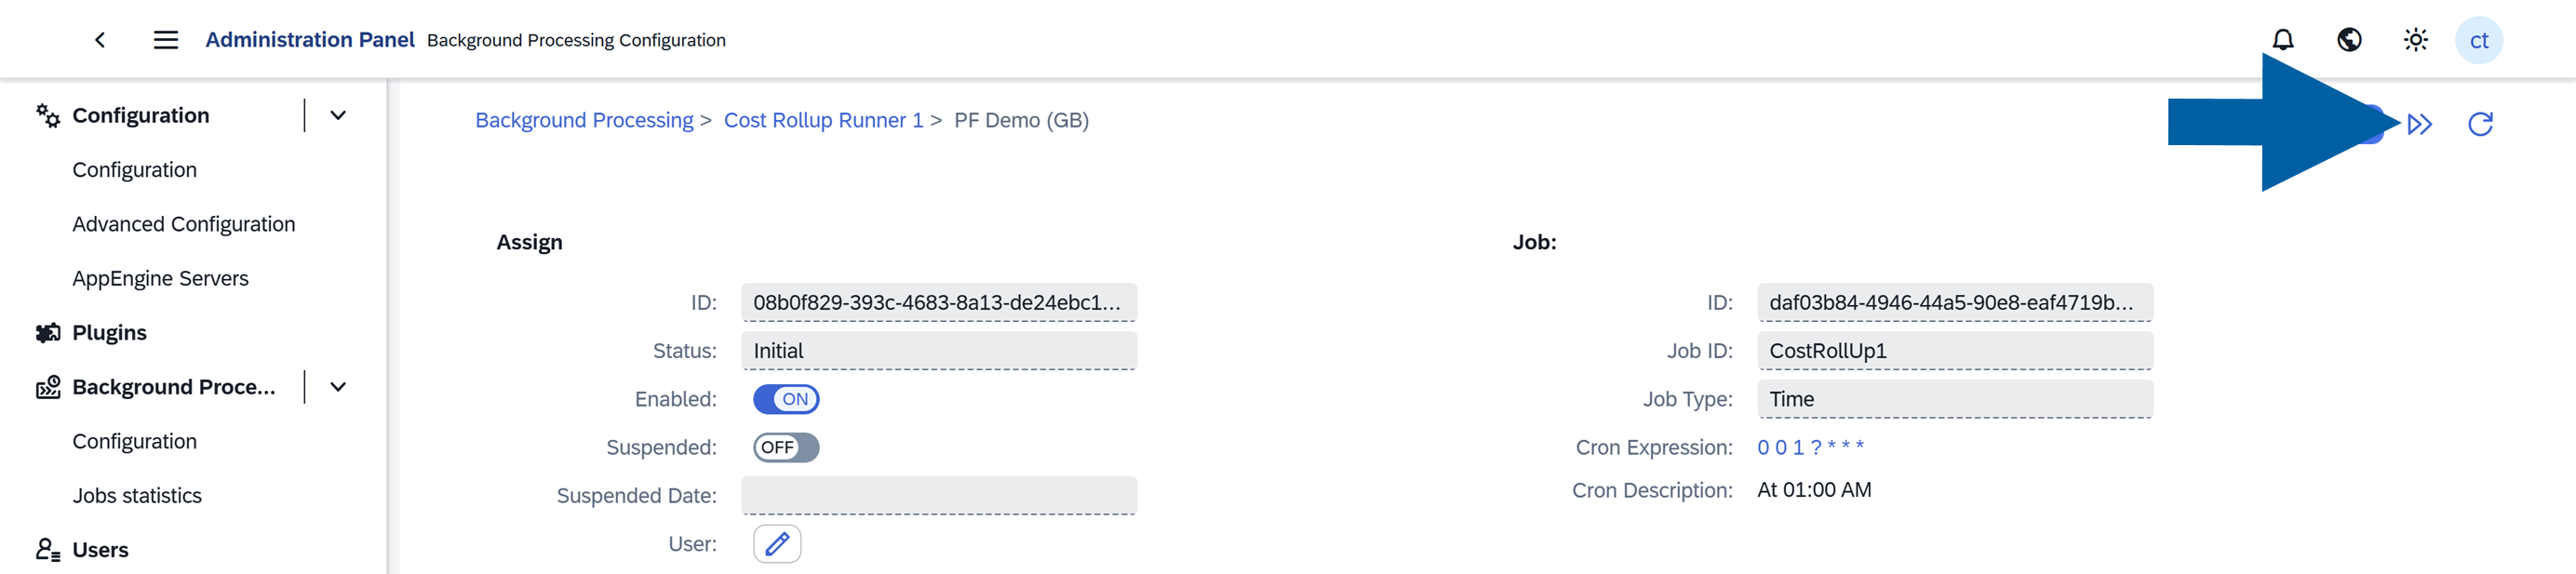 Administration Panel Background Processing Configuration
ct
Configuration
Configuration
Advanced Configuration
AppEngine Servers
Plugins
Background Proce...
Configuration
Jobs statistics
Users
Background Processing > Cost Rollup Runner 1 > PF Demo (GB)
Assign
ID: 08b0f829-393c-4683-8a13-de24ebc1...
Status: Initial
Enabled: ON
Suspended: OFF
Suspended Date:
User:
Job:
ID: daf03b84-4946-44a5-90e8-eaf4719b...
Job ID: CostRollUp1
Job Type: Time
Cron Expression: 0 0 1 ? * * *
Cron Description: At 01:00 AM